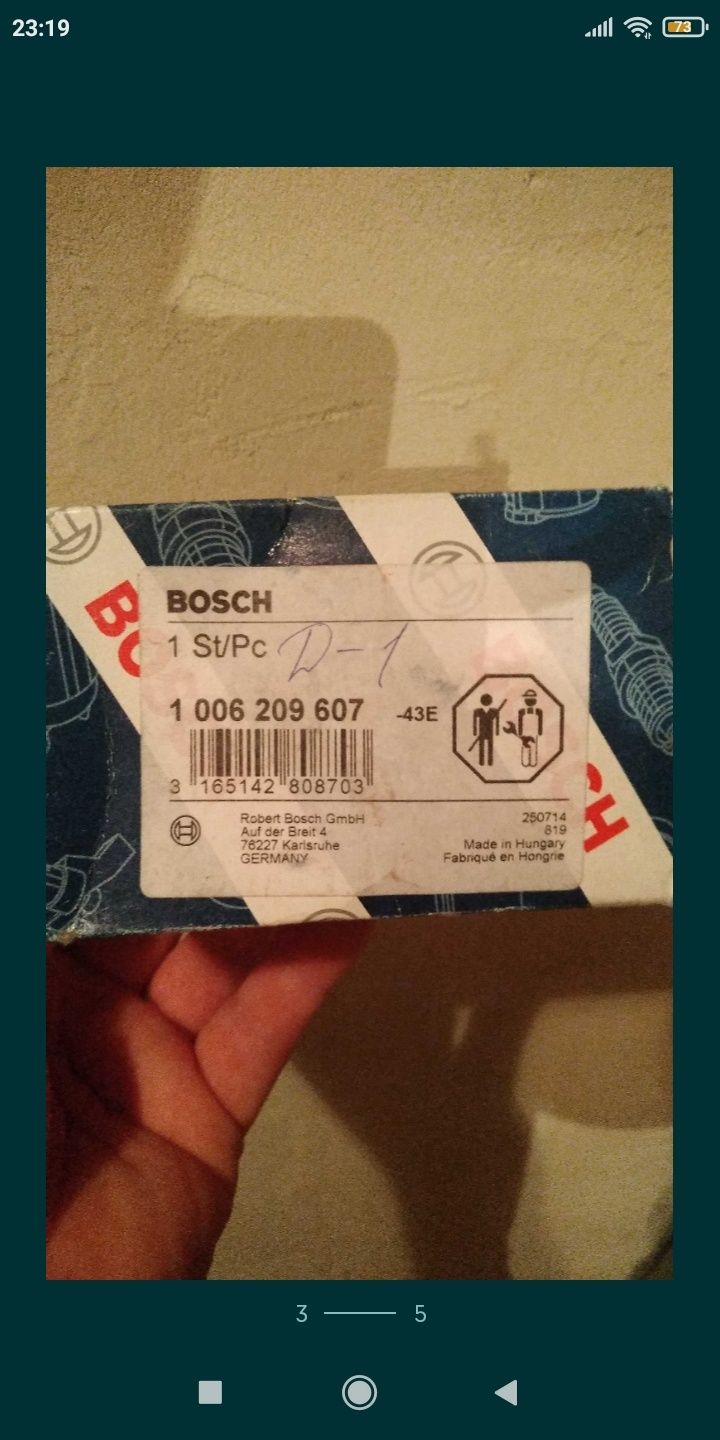 23:19
73
BOSCH
BOSCH
1 St/Pc D-1
1 006 209 607 -43E
3 165142 808703
Robert Bosch GmbH
Auf der Breit 4
76227 Karlsruhe
GERMANY
250714
819
Made in Hungary
Fabriqué en Hongrie
CH
3
5